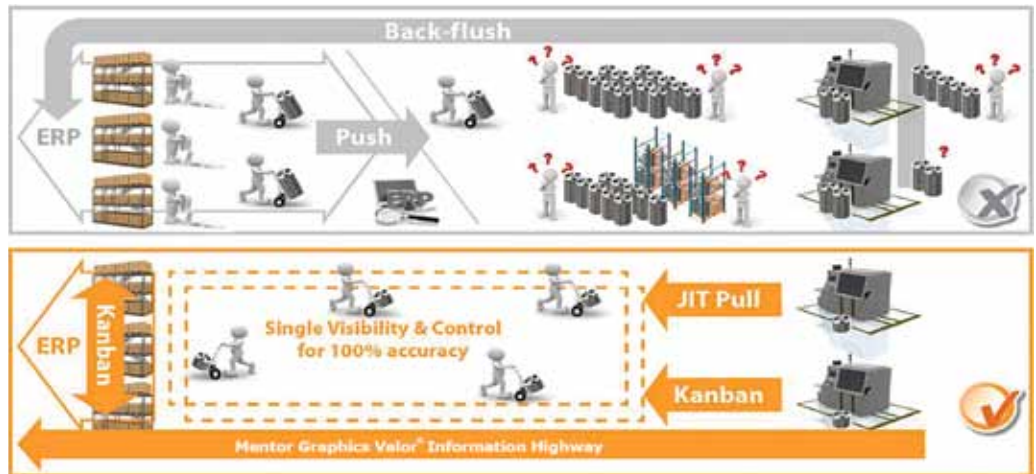 Back-flush
ERP
Push
? ? ? ?
? ?
? ? ? ?
?
ERP
Kanban
Single Visibility & Control
for 100% accuracy
JIT Pull
Kanban
Mentor Graphics Valor® Information Highway